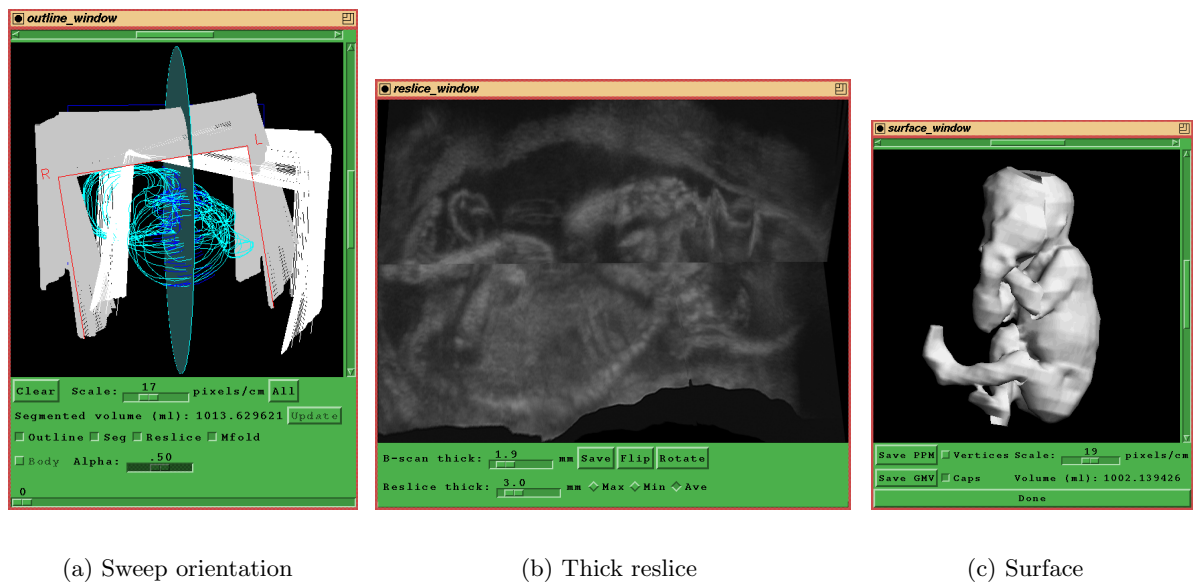 outline_window
R
L
Clear Scale: 17 pixels/cm All
Segmented volume (ml): 1013.629621 Update
Outline Seg Reslice Mfold
Body Alpha: .50
0
reslice_window
B-scan thick: 1.9 mm Save Flip Rotate
Reslice thick: 3.0 mm Max Min Ave
surface_window
Save PPM Vertices Scale: 19 pixels/cm
Save GMV Caps Volume (ml): 1002.139426
Done
(a) Sweep orientation
(b) Thick reslice
(c) Surface